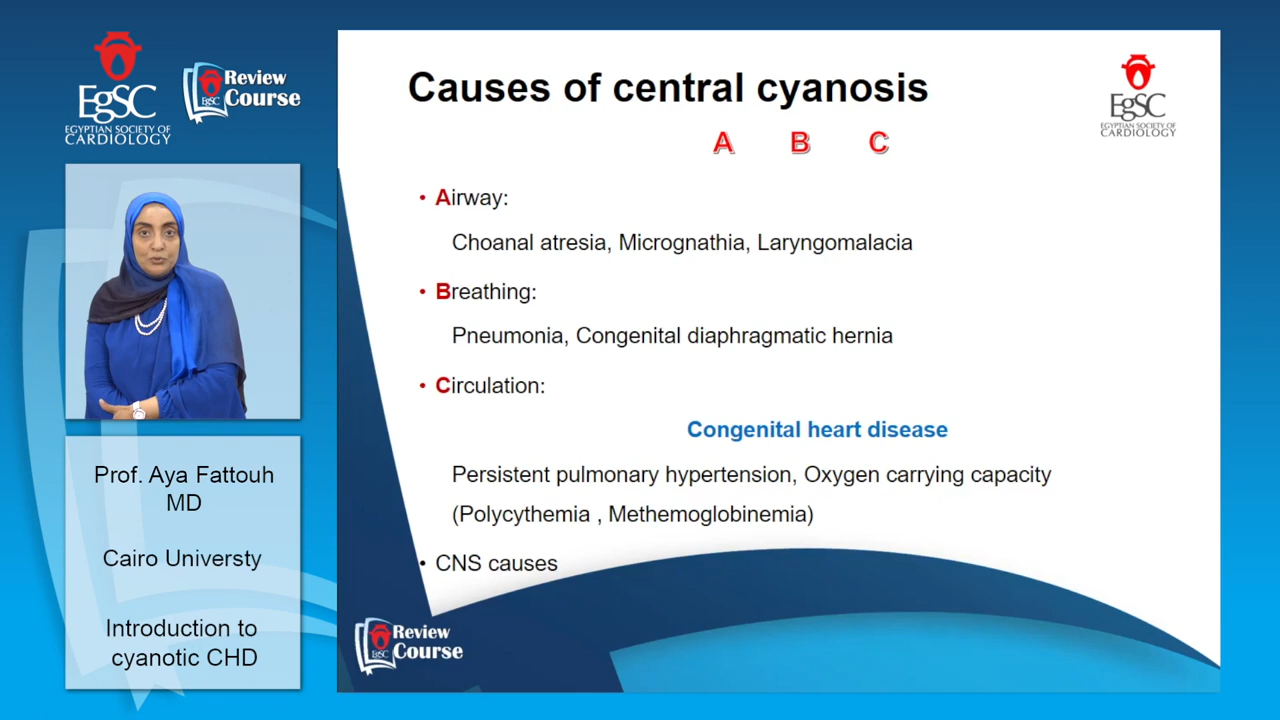 EgSC
EGYPTIAN SOCIETY OF
CARDIOLOGY
EgSC
Review
Course
Prof. Aya Fattouh
MD
Cairo Universty
Introduction to
cyanotic CHD
Causes of central cyanosis
EgSC
EGYPTIAN SOCIETY OF
CARDIOLOGY
A B C
• Airway:
Choanal atresia, Micrognathia, Laryngomalacia
• Breathing:
Pneumonia, Congenital diaphragmatic hernia
• Circulation:
Congenital heart disease
Persistent pulmonary hypertension, Oxygen carrying capacity
(Polycythemia , Methemoglobinemia)
• CNS causes
EgSC
Review
Course